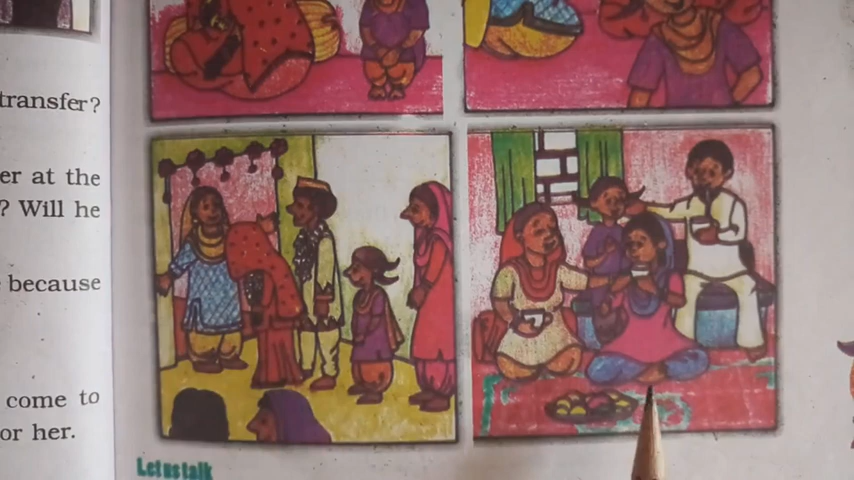 transfer?
er at the
? Will he
because
come to
or her.
Let us talk